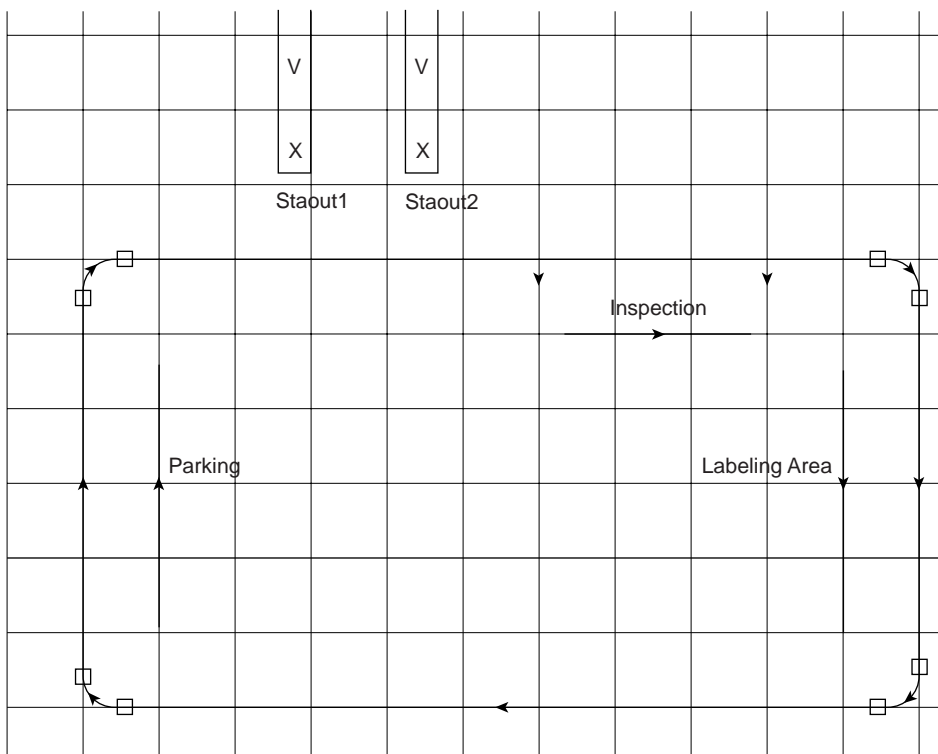 V V
X X
Staout1 Staout2
Inspection
Parking Labeling Area